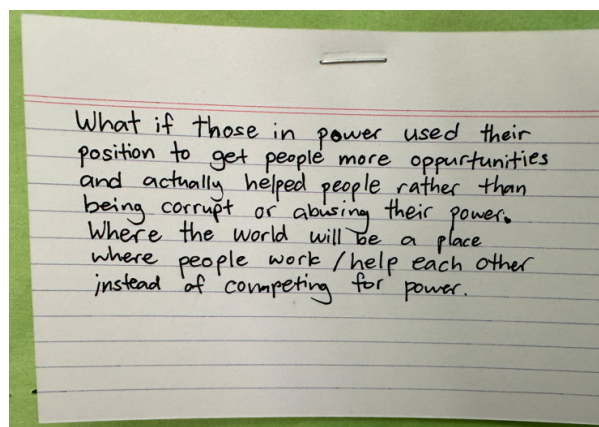 What if those in power used their
position to get people more oppurtunities
and actually helped people rather than
being corrupt or abusing their power.
Where the world will be a place
where people work / help each other
instead of competing for power.